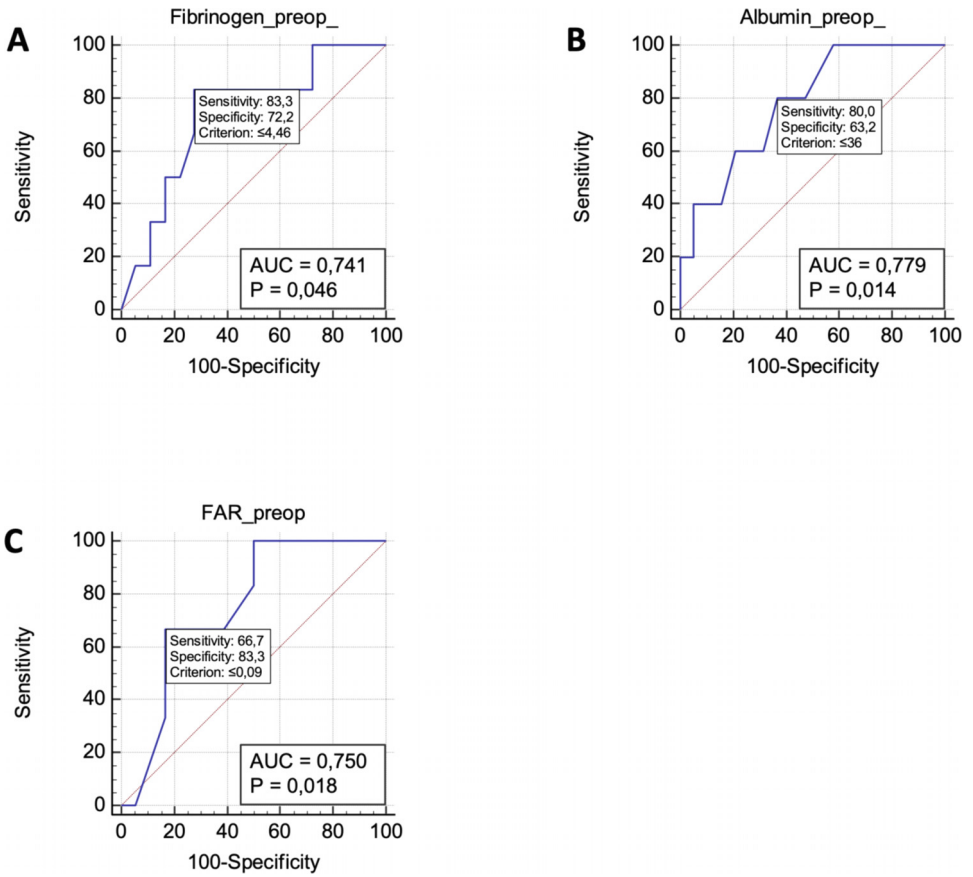 A
Fibrinogen_preop_
100
80
60
40
20
0
Sensitivity
Sensitivity: 83,3
Specificity: 72,2
Criterion: ≤4,46
AUC = 0,741
P = 0,046
0 20 40 60 80 100
100-Specificity
B
Albumin_preop_
100
80
60
40
20
0
Sensitivity
Sensitivity: 80,0
Specificity: 63,2
Criterion: ≤36
AUC = 0,779
P = 0,014
0 20 40 60 80 100
100-Specificity
C
FAR_preop
100
80
60
40
20
0
Sensitivity
Sensitivity: 66,7
Specificity: 83,3
Criterion: ≤0,09
AUC = 0,750
P = 0,018
0 20 40 60 80 100
100-Specificity